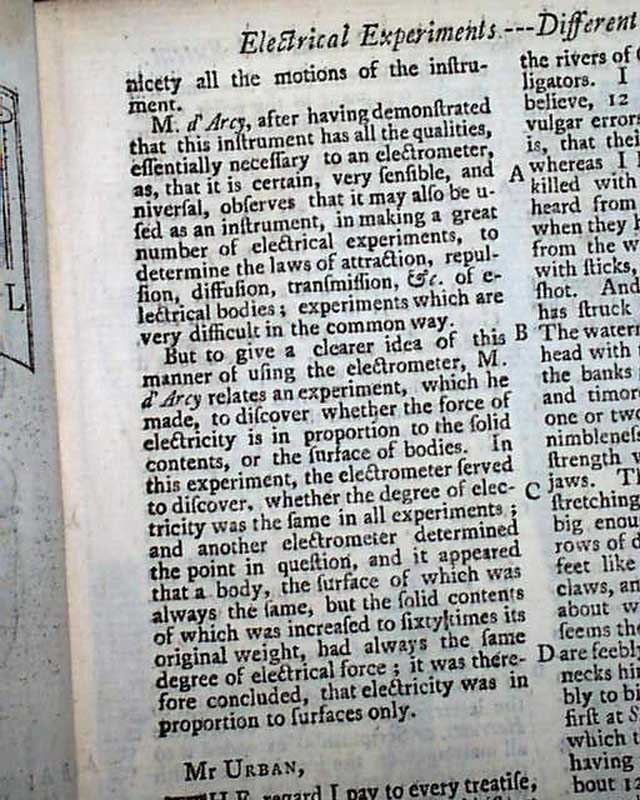 Electrical Experiments.---Different
nicety all the motions of the inſtru-
ment.
M. d'Arcy, after having demonſtrated
that this inſtrument has all the qualities,
eſſentially neceſſary to an electrometer,
as, that it is certain, very ſenſible, and
niverſal, obſerves that it may alſo be u-
ſed as an inſtrument, in making a great
number of electrical experiments, to
determine the laws of attraction, repul-
ſion, diffuſion, tranſmiſſion, &c. of e-
lectrical bodies; experiments which are
very difficult in the common way.
But to give a clearer idea of this
manner of uſing the electrometer, M.
d'Arcy relates an experiment, which he
made, to diſcover whether the force of
electricity is in proportion to the ſolid
contents, or the ſurface of bodies. In
this experiment, the electrometer ſerved
to diſcover, whether the degree of elec-
tricity was the ſame in all experiments;
and another electrometer determined
the point in queſtion, and it appeared
that a body, the ſurface of which was
always the ſame, but the ſolid contents
of which was increaſed to ſixty times its
original weight, had always the ſame
degree of electrical force; it was there-
fore concluded, that electricity was in
proportion to ſurfaces only.
Mr URBAN,
regard I pay to every treatiſe,
A
B
C
D
L
the rivers of
ligators. I
believe, 12
vulgar errors
is, that thei
whereas I
killed with
heard from
when they
from the w
with ſticks,
ſhot. And
has ſtruck
The waterm
head with
the banks
and timor
one or two
nimbleneſs
ſtrength
jaws. Th
ſtretching
big enou
rows of
feet like
claws, an
about w
ſeems the
are feebly
necks hin
bly to bi
firſt at S
which t
having
bout 12